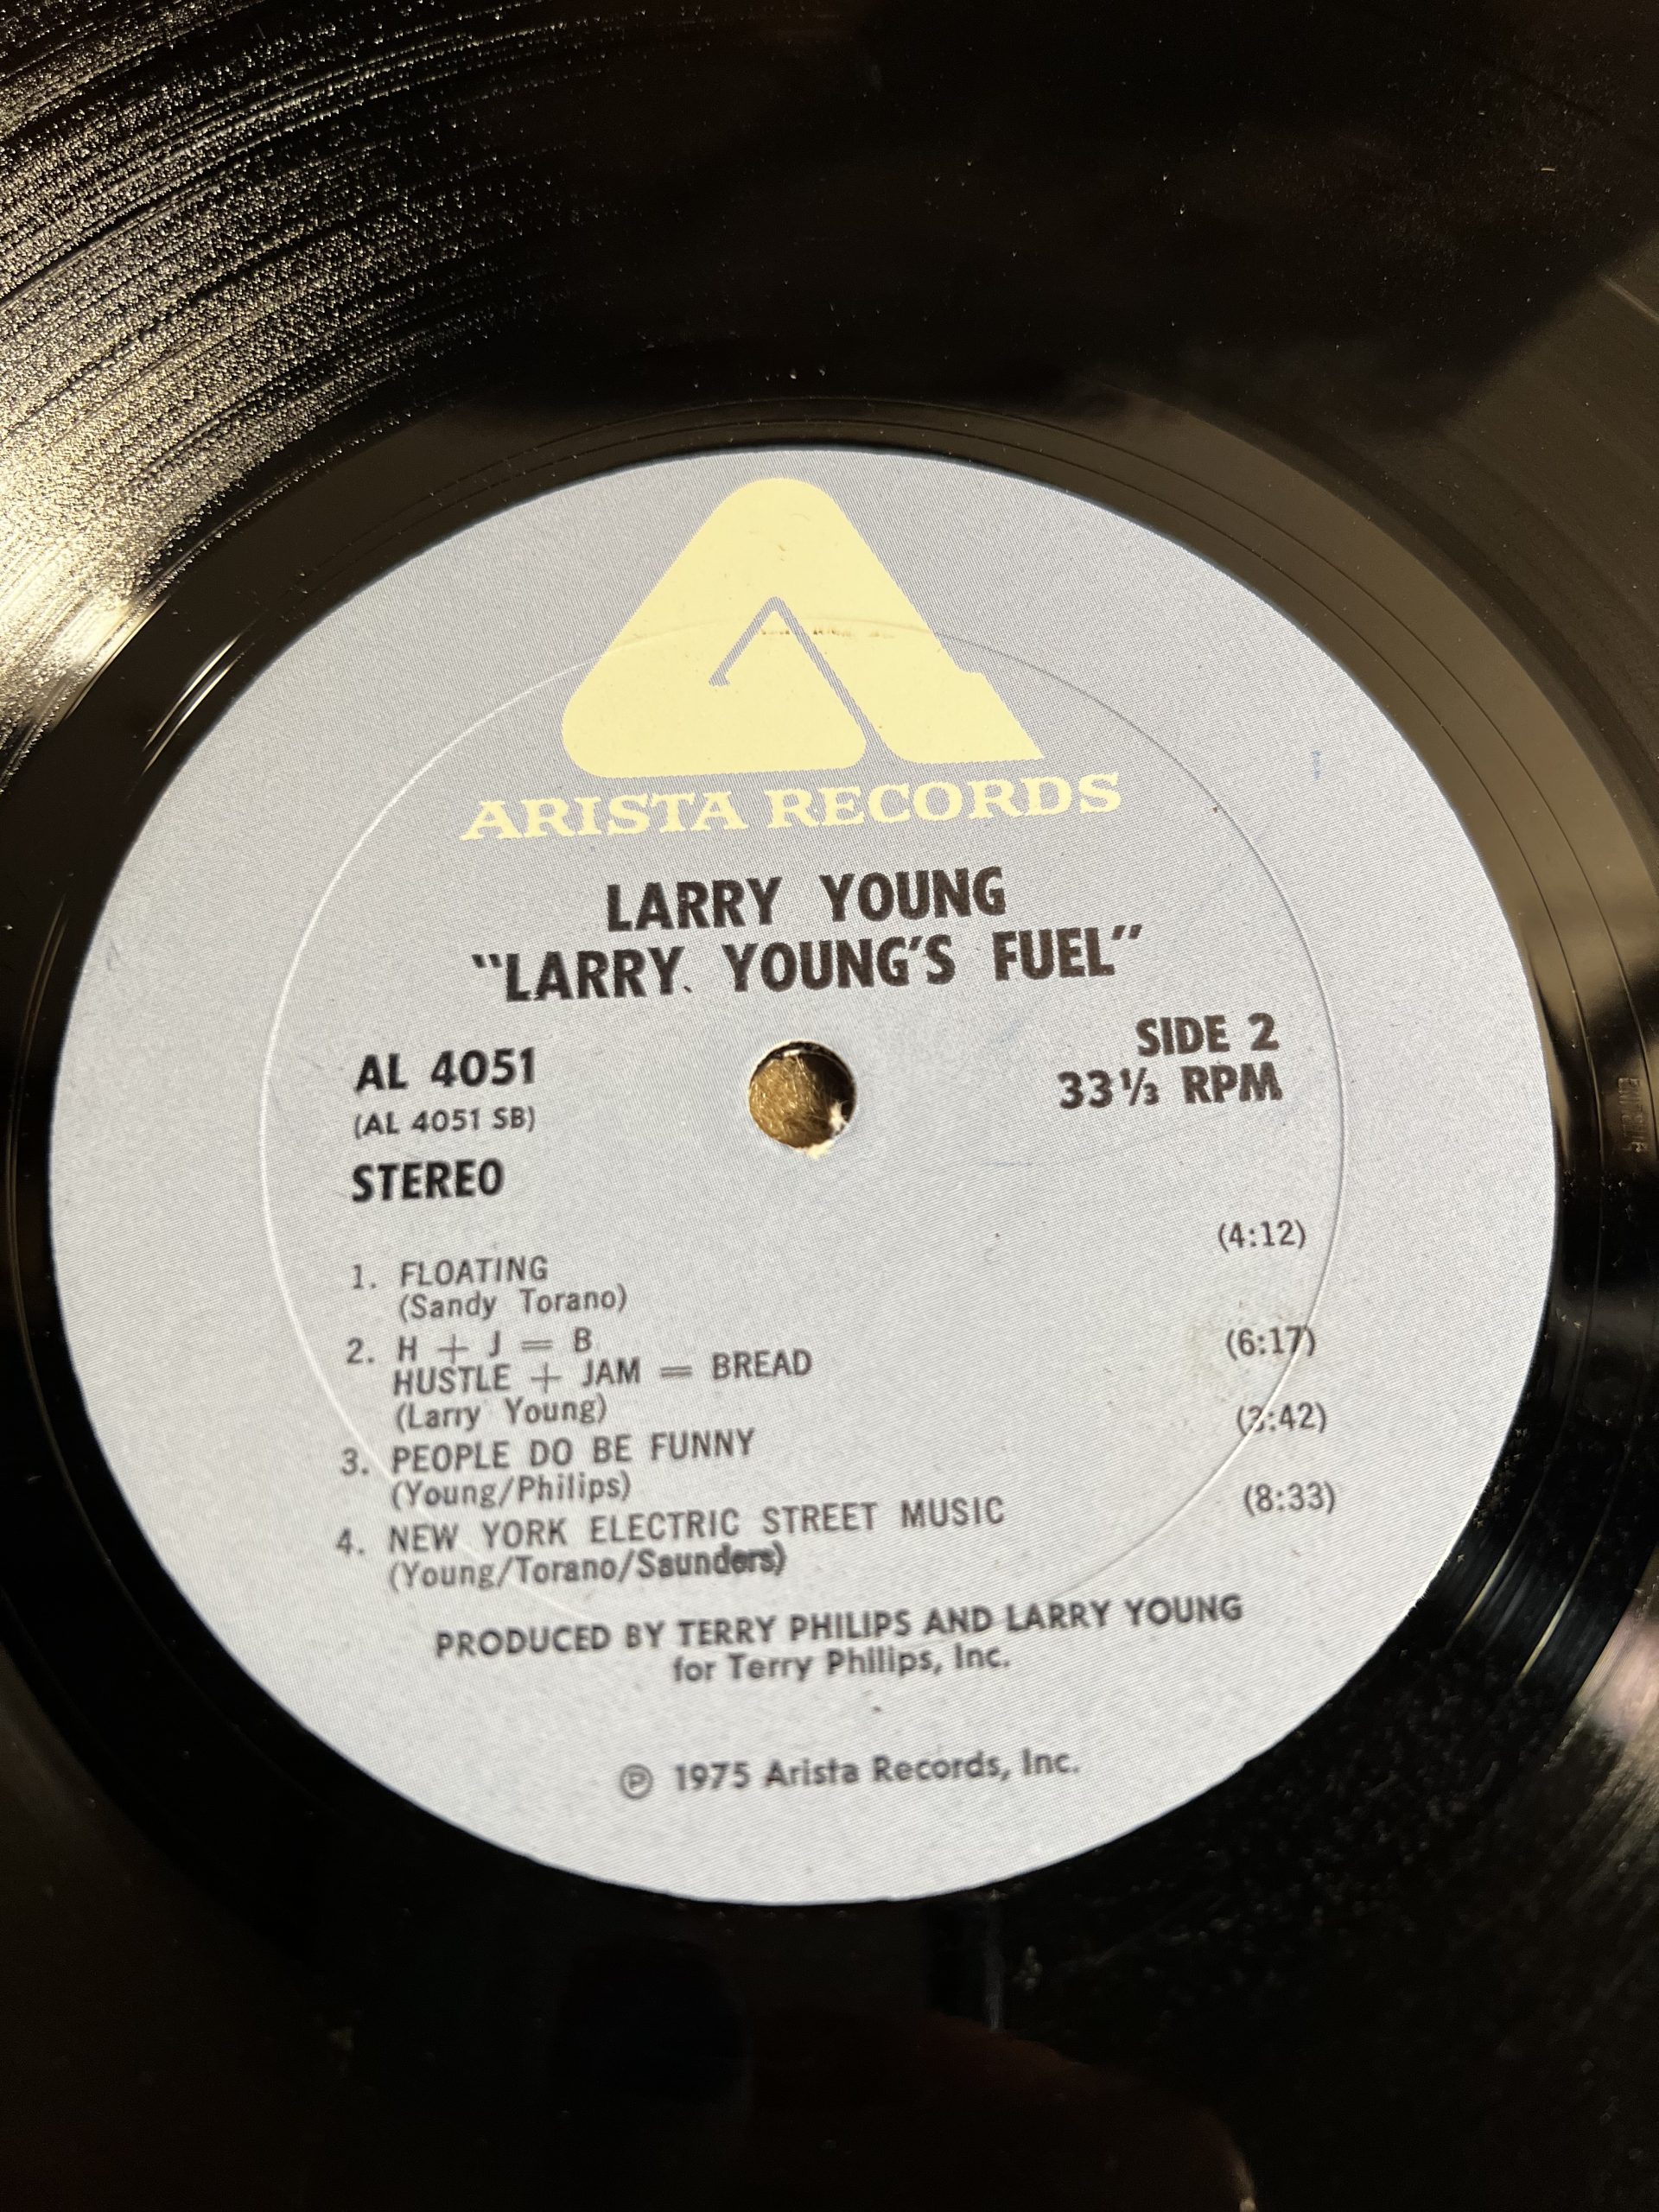 ARISTA RECORDS
LARRY YOUNG
"LARRY YOUNG'S FUEL"
AL 4051
(AL 4051 SB)
STEREO
SIDE 2
33⅓ RPM
1. FLOATING (4:12)
(Sandy Torano)
2. H + J = B (6:17)
HUSTLE + JAM = BREAD
(Larry Young)
3. PEOPLE DO BE FUNNY (3:42)
(Young/Philips)
4. NEW YORK ELECTRIC STREET MUSIC (8:33)
(Young/Torano/Saunders)
PRODUCED BY TERRY PHILIPS AND LARRY YOUNG
for Terry Philips, Inc.
℗ 1975 Arista Records, Inc.